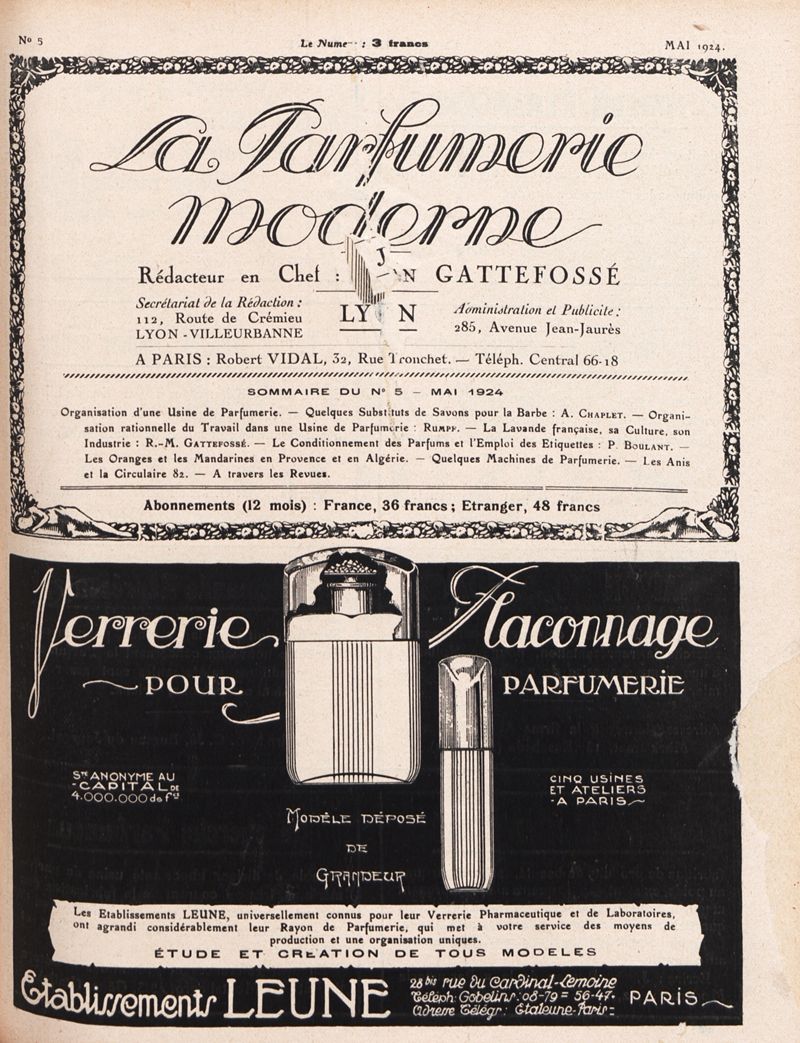 No 5
Le Nume : 3 francs
MAI 1924.
La Parfumerie
moderne
Rédacteur en Chef : J N GATTEFOSSÉ
Secrétariat de la Rédaction :
112, Route de Crémieu
LYON - VILLEURBANNE
LY N
Administration et Publicite :
285, Avenue Jean-Jaurès
A PARIS : Robert VIDAL, 32, Rue Tronchet. — Téléph. Central 66-18
SOMMAIRE DU No 5 - MAI 1924
Organisation d'une Usine de Parfumerie. — Quelques Substituts de Savons pour la Barbe : A. CHAPLET. — Organi-
sation rationnelle du Travail dans une Usine de Parfumerie : RUMPF. — La Lavande française, sa Culture, son
Industrie : R.-M. GATTEFOSSÉ. — Le Conditionnement des Parfums et l'Emploi des Etiquettes : P. BOULANT. —
Les Oranges et les Mandarines en Provence et en Algérie. — Quelques Machines de Parfumerie. — Les Anis
et la Circulaire 82. — A travers les Revues.
Abonnements (12 mois) : France, 36 francs ; Etranger, 48 francs
Verrerie Flaconnage
POUR PARFUMERIE
Sté ANONYME AU
CAPITAL DE
4.000.000 de frs
CINQ USINES
ET ATELIERS
A PARIS
MODÈLE DÉPOSÉ
DE
GRANDEUR
Les Etablissements LEUNE, universellement connus pour leur Verrerie Pharmaceutique et de Laboratoires,
ont agrandi considérablement leur Rayon de Parfumerie, qui met à votre service des moyens de
production et une organisation uniques.
ÉTUDE ET CRÉATION DE TOUS MODELES
Etablissements LEUNE
28 bis rue du Cardinal-Lemoine
Téléph: Gobelins: 08-79 = 56-47.
Adresse Télégr: Etaleune-Paris
PARIS